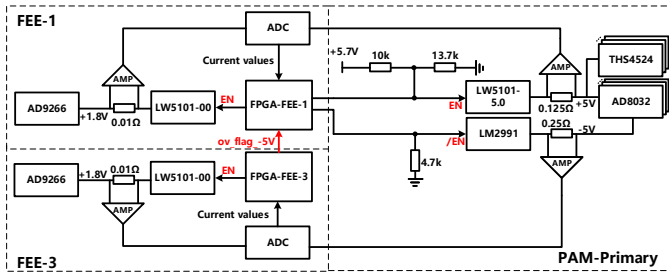 FEE-1
ADC
+5.7V
10k
13.7k
THS4524
Current values
AMP
AMP
AD9266
+1.8V
0.01Ω
LW5101-00
EN
FPGA-FEE-1
EN
LW5101-
5.0
0.125Ω
+5V
AD8032
ov_flag_-5V
/EN
LM2991
0.25Ω
-5V
AD9266
+1.8V
0.01Ω
LW5101-00
EN
FPGA-FEE-3
4.7k
AMP
AMP
Current values
ADC
FEE-3
PAM-Primary